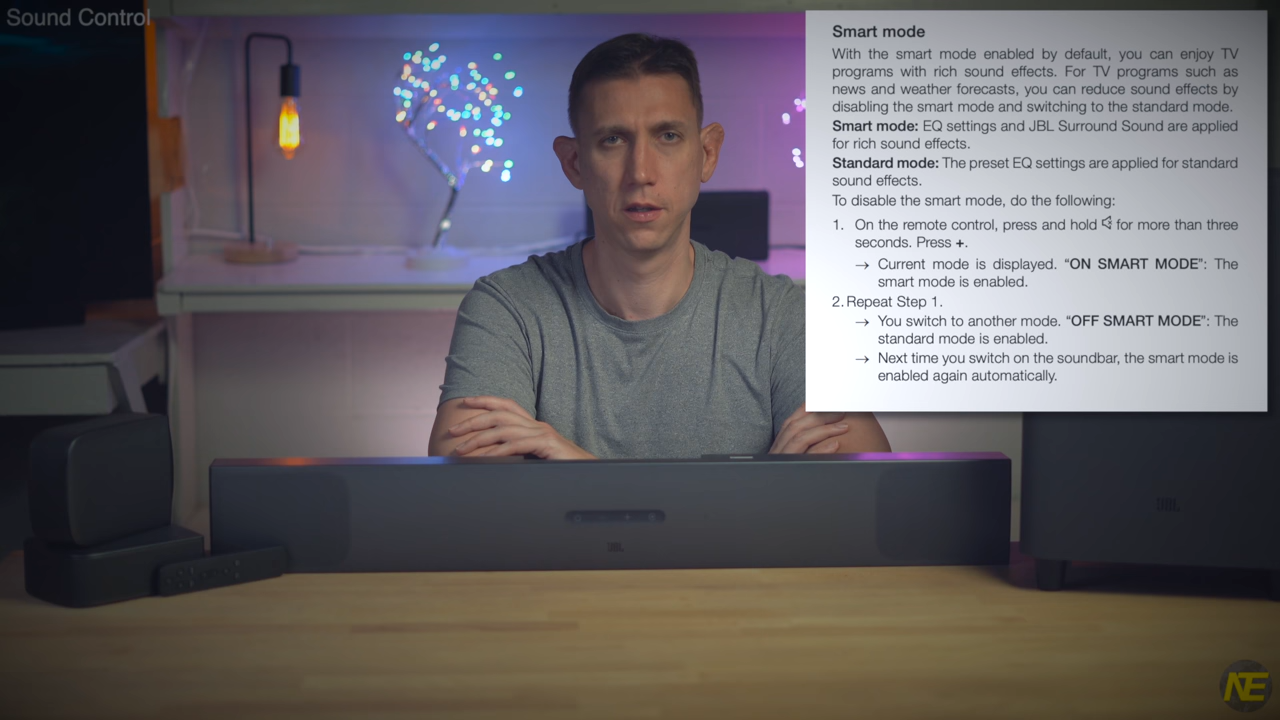 Sound Control
Smart mode
With the smart mode enabled by default, you can enjoy TV
programs with rich sound effects. For TV programs such as
news and weather forecasts, you can reduce sound effects by
disabling the smart mode and switching to the standard mode.
Smart mode: EQ settings and JBL Surround Sound are applied
for rich sound effects.
Standard mode: The preset EQ settings are applied for standard
sound effects.
To disable the smart mode, do the following:
1. On the remote control, press and hold for more than three
seconds. Press +.
→ Current mode is displayed. “ON SMART MODE”: The
smart mode is enabled.
2. Repeat Step 1.
→ You switch to another mode. “OFF SMART MODE”: The
standard mode is enabled.
→ Next time you switch on the soundbar, the smart mode is
enabled again automatically.
JBL
JBL
NE